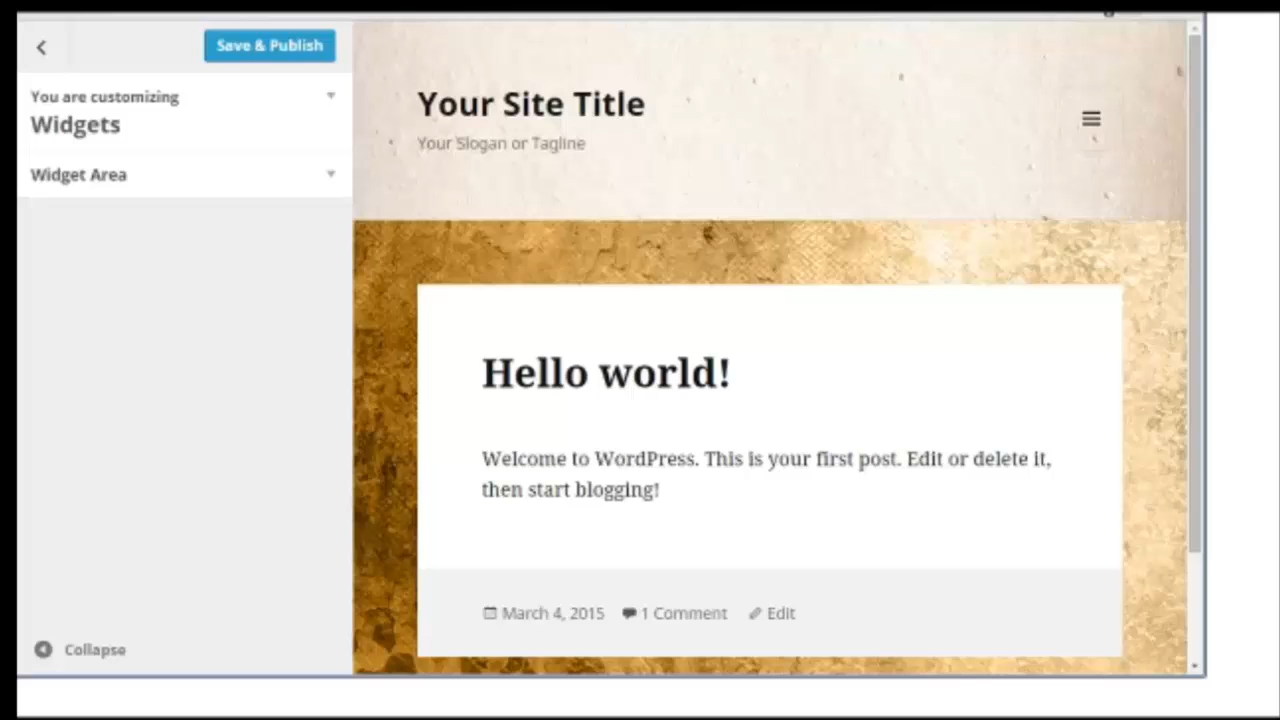 Save & Publish
You are customizing
Widgets
Widget Area
Collapse
Your Site Title
Your Slogan or Tagline
Hello world!
Welcome to WordPress. This is your first post. Edit or delete it,
then start blogging!
March 4, 2015 1 Comment Edit